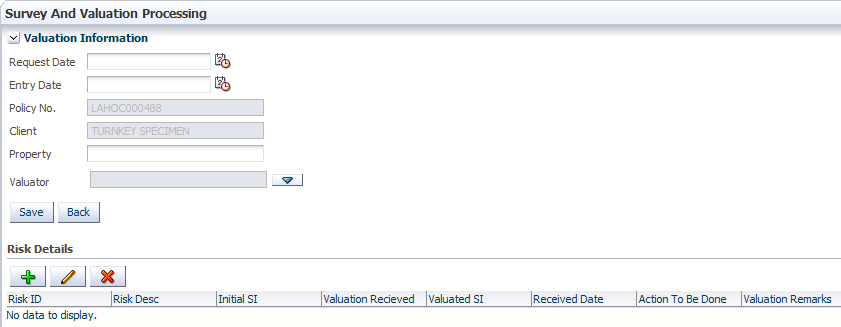 Survey And Valuation Processing
Valuation Information
Request Date
Entry Date
Policy No. LAHOC000488
Client TURNKEY SPECIMEN
Property
Valuator
Save Back
Risk Details
Risk ID Risk Desc Initial SI Valuation Recieved Valuated SI Received Date Action To Be Done Valuation Remarks
No data to display.